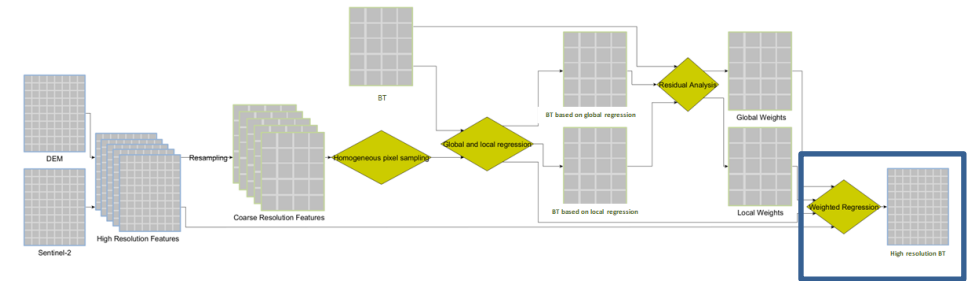 BT
BT based on global regression
Residual Analysis
Global Weights
DEM
Resampling
Homogeneous pixel sampling
Global and local regression
Coarse Resolution Features
BT based on local regression
Local Weights
Weighted Regression
High Resolution Features
Sentinel-2
High resolution BT